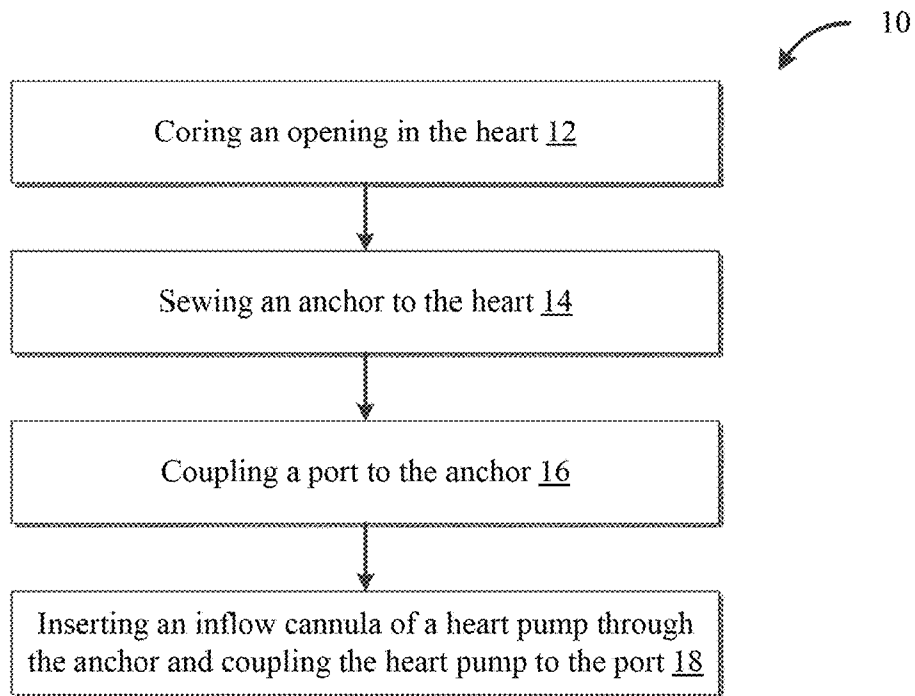 10
Coring an opening in the heart 12
Sewing an anchor to the heart 14
Coupling a port to the anchor 16
Inserting an inflow cannula of a heart pump through
the anchor and coupling the heart pump to the port 18